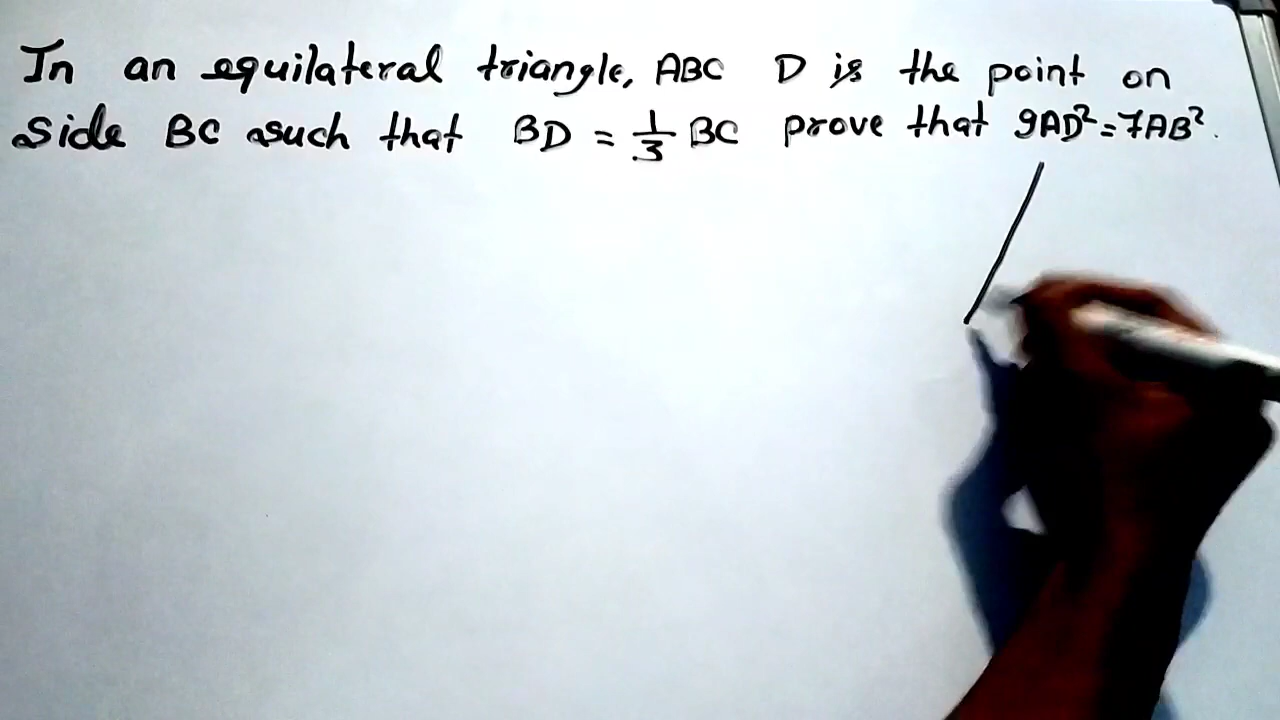 In an equilateral triangle, ABC D is the point on
side BC such that BD = 1/3 BC prove that 9AD²=7AB².